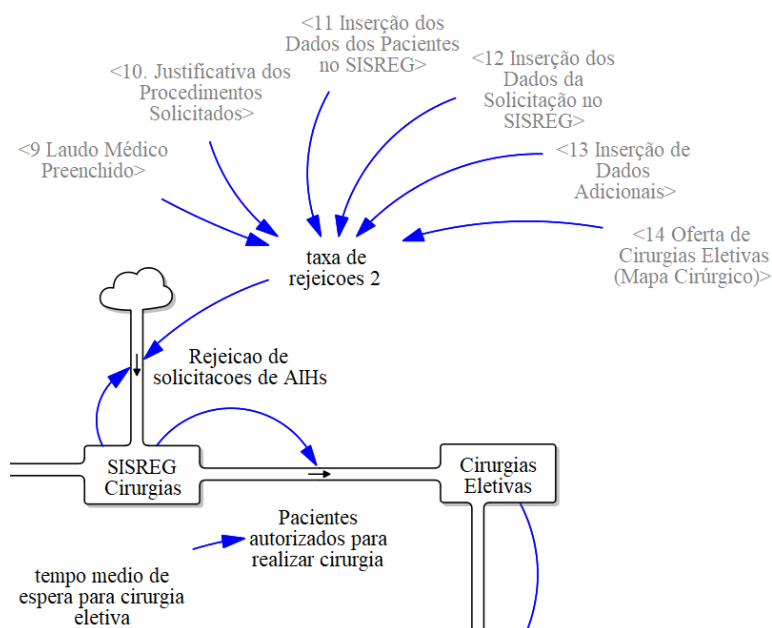 <11 Inserção dos
Dados dos Pacientes
no SISREG>
<10. Justificativa dos
Procedimentos
Solicitados>
<12 Inserção dos
Dados da
Solicitação no
SISREG>
<9 Laudo Médico
Preenchido>
<13 Inserção de
Dados
Adicionais>
<14 Oferta de
Cirurgias Eletivas
(Mapa Cirúrgico)>
taxa de
rejeicoes 2
Rejeicao de
solicitacoes de AIHs
SISREG
Cirurgias
Cirurgias
Eletivas
Pacientes
autorizados para
realizar cirurgia
tempo medio de
espera para cirurgia
eletiva